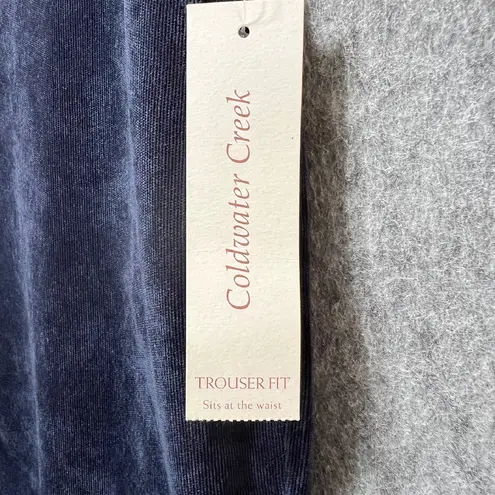 Coldwater Creek
TROUSER FIT
Sits at the waist